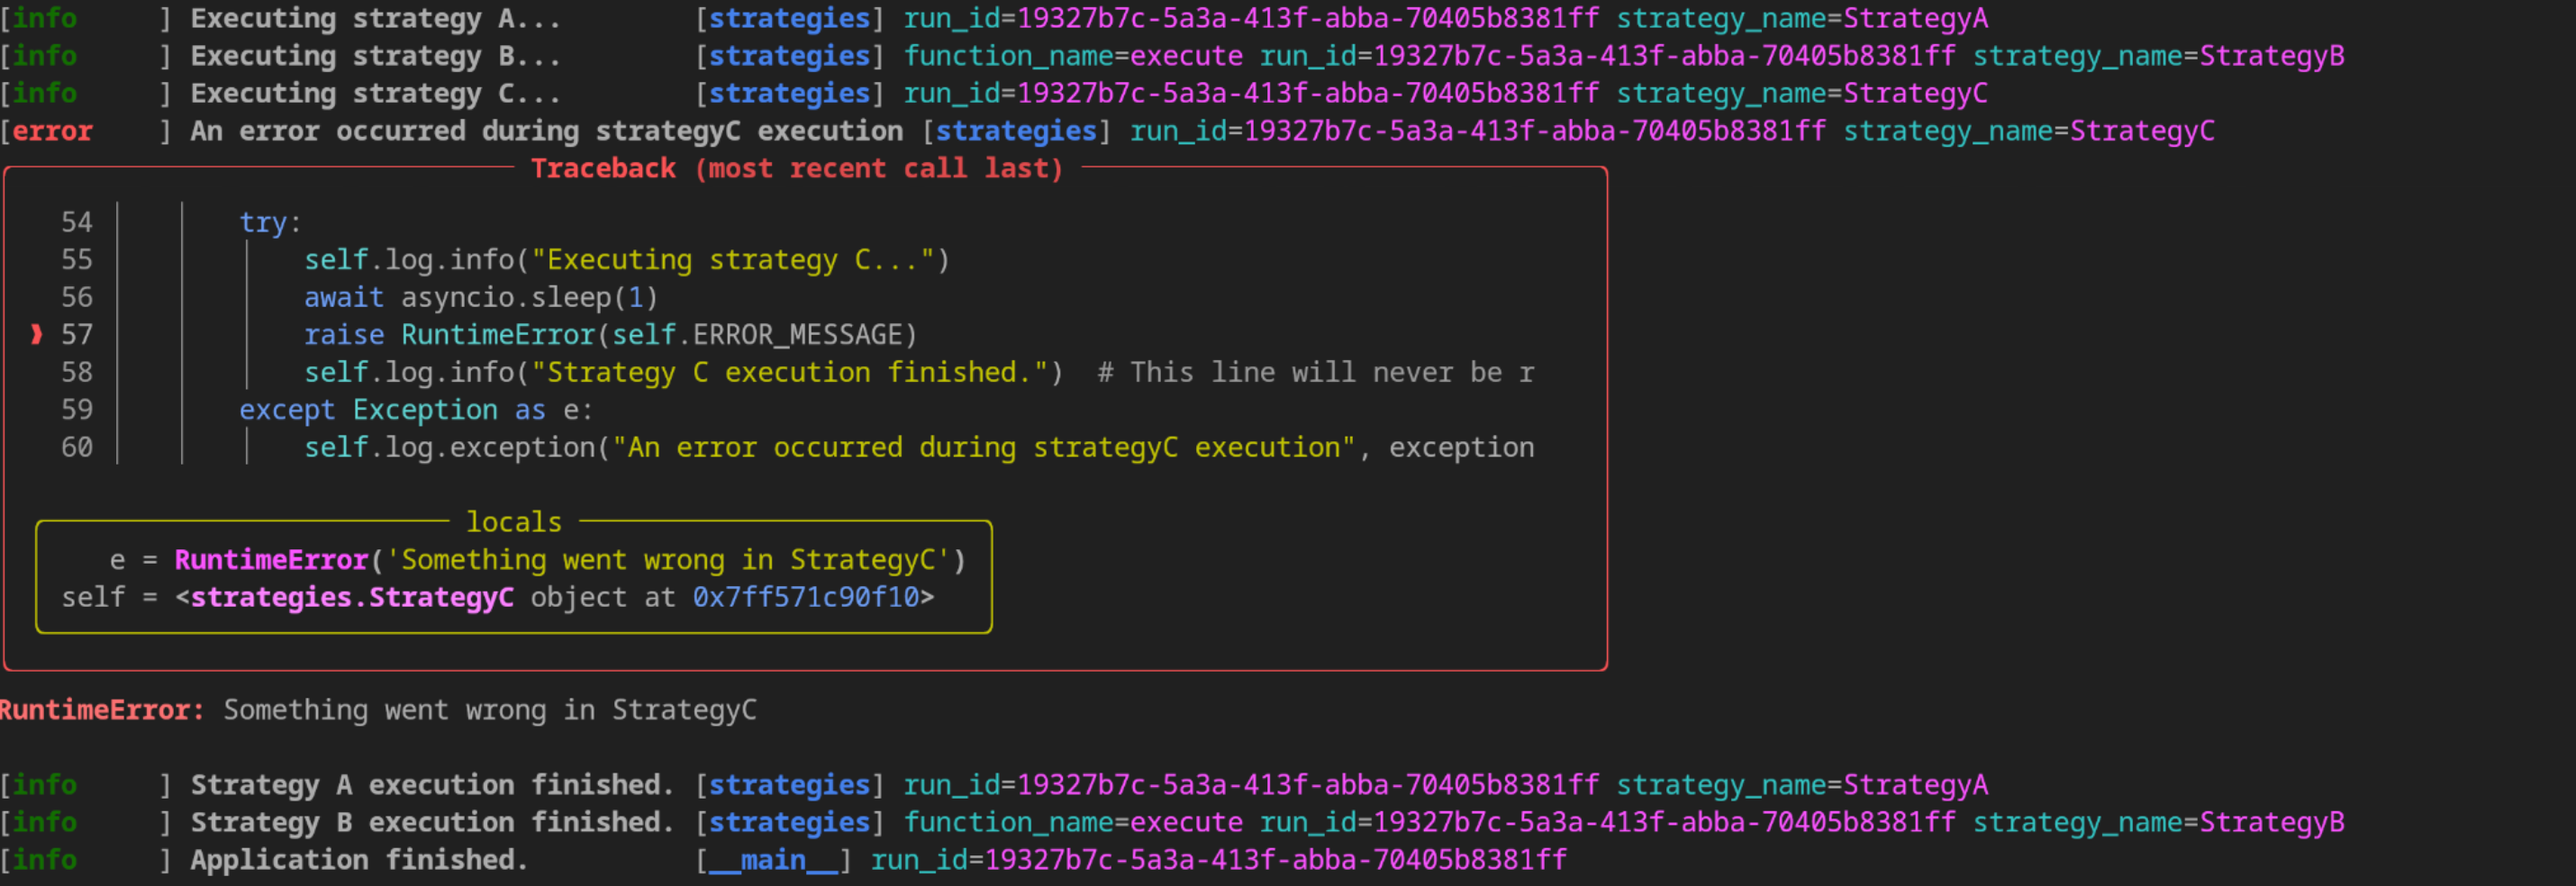 [info     ] Executing strategy A...        [strategies] run_id=19327b7c-5a3a-413f-abba-70405b8381ff strategy_name=StrategyA
[info     ] Executing strategy B...        [strategies] function_name=execute run_id=19327b7c-5a3a-413f-abba-70405b8381ff strategy_name=StrategyB
[info     ] Executing strategy C...        [strategies] run_id=19327b7c-5a3a-413f-abba-70405b8381ff strategy_name=StrategyC
[error    ] An error occurred during strategyC execution [strategies] run_id=19327b7c-5a3a-413f-abba-70405b8381ff strategy_name=StrategyC
Traceback (most recent call last)
54 try:
55 self.log.info("Executing strategy C...")
56 await asyncio.sleep(1)
❱ 57 raise RuntimeError(self.ERROR_MESSAGE)
58 self.log.info("Strategy C execution finished.")  # This line will never be r
59 except Exception as e:
60 self.log.exception("An error occurred during strategyC execution", exception
locals
e = RuntimeError('Something went wrong in StrategyC')
self = <strategies.StrategyC object at 0x7ff571c90f10>
RuntimeError: Something went wrong in StrategyC
[info     ] Strategy A execution finished. [strategies] run_id=19327b7c-5a3a-413f-abba-70405b8381ff strategy_name=StrategyA
[info     ] Strategy B execution finished. [strategies] function_name=execute run_id=19327b7c-5a3a-413f-abba-70405b8381ff strategy_name=StrategyB
[info     ] Application finished.          [__main__] run_id=19327b7c-5a3a-413f-abba-70405b8381ff